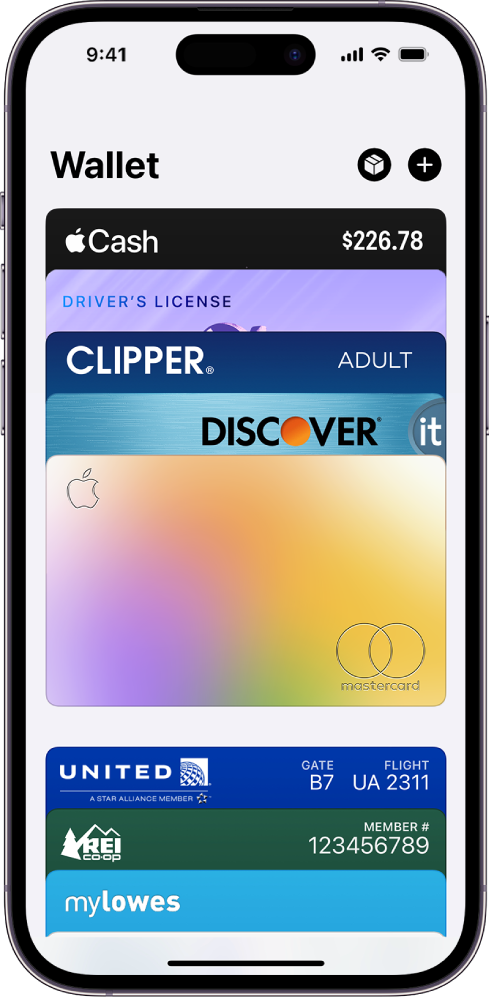 9:41
Wallet
Cash $226.78
DRIVER'S LICENSE
CLIPPER® ADULT
DISCOVER® it
mastercard
UNITED GATE FLIGHT
B7 UA 2311
A STAR ALLIANCE MEMBER
MEMBER #
REI 123456789
co·op
mylowes